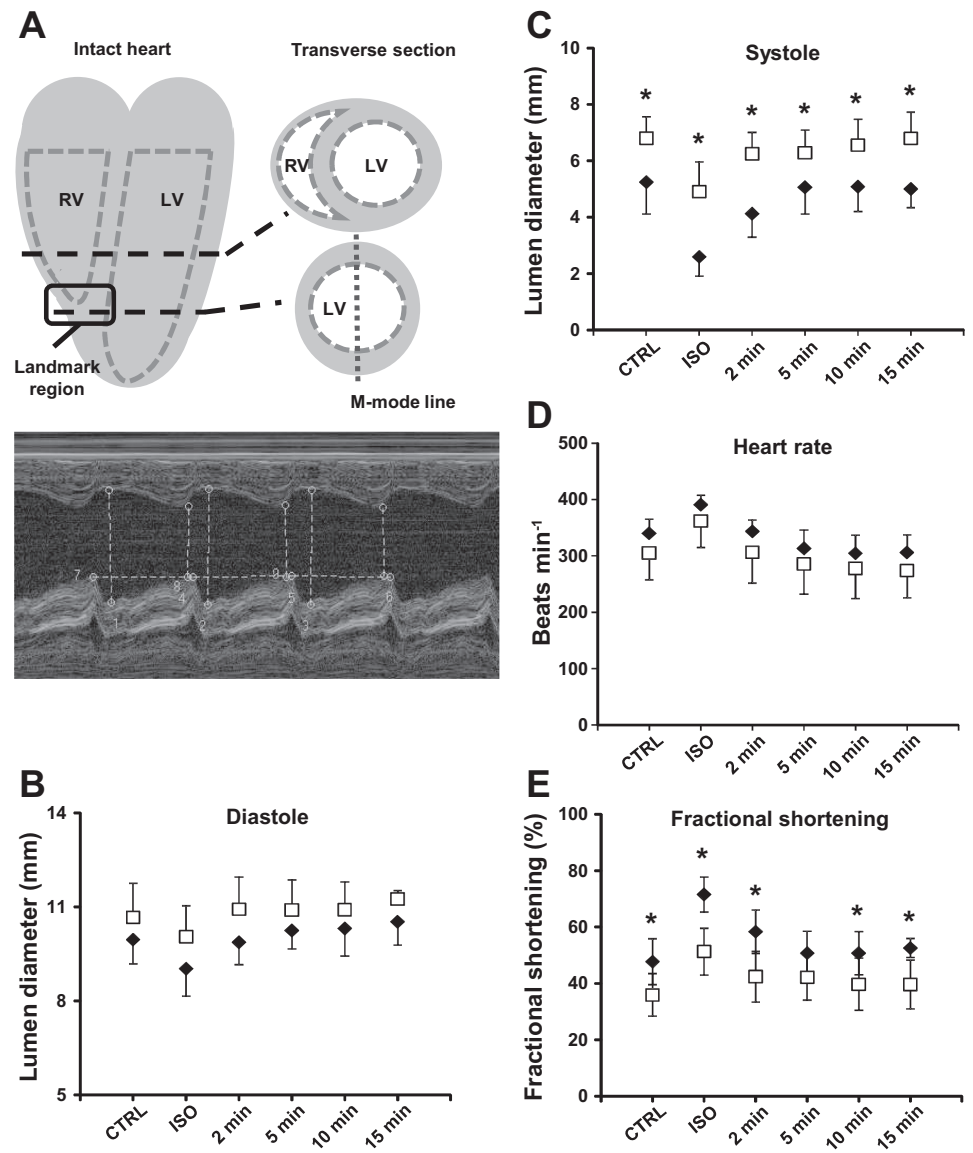 A
Intact heart
Transverse section
RV
LV
RV
LV
LV
Landmark
region
M-mode line
7
8
4
9
5
6
1
2
3
B
Diastole
Lumen diameter (mm)
14
11
8
5
CTRL
ISO
2 min
5 min
10 min
15 min
C
Systole
Lumen diameter (mm)
10
8
6
4
2
0
* * * * * *
CTRL
ISO
2 min
5 min
10 min
15 min
D
Heart rate
Beats min⁻¹
500
400
300
200
100
0
CTRL
ISO
2 min
5 min
10 min
15 min
E
Fractional shortening
Fractional shortening (%)
100
80
60
40
20
0
* * * * *
CTRL
ISO
2 min
5 min
10 min
15 min